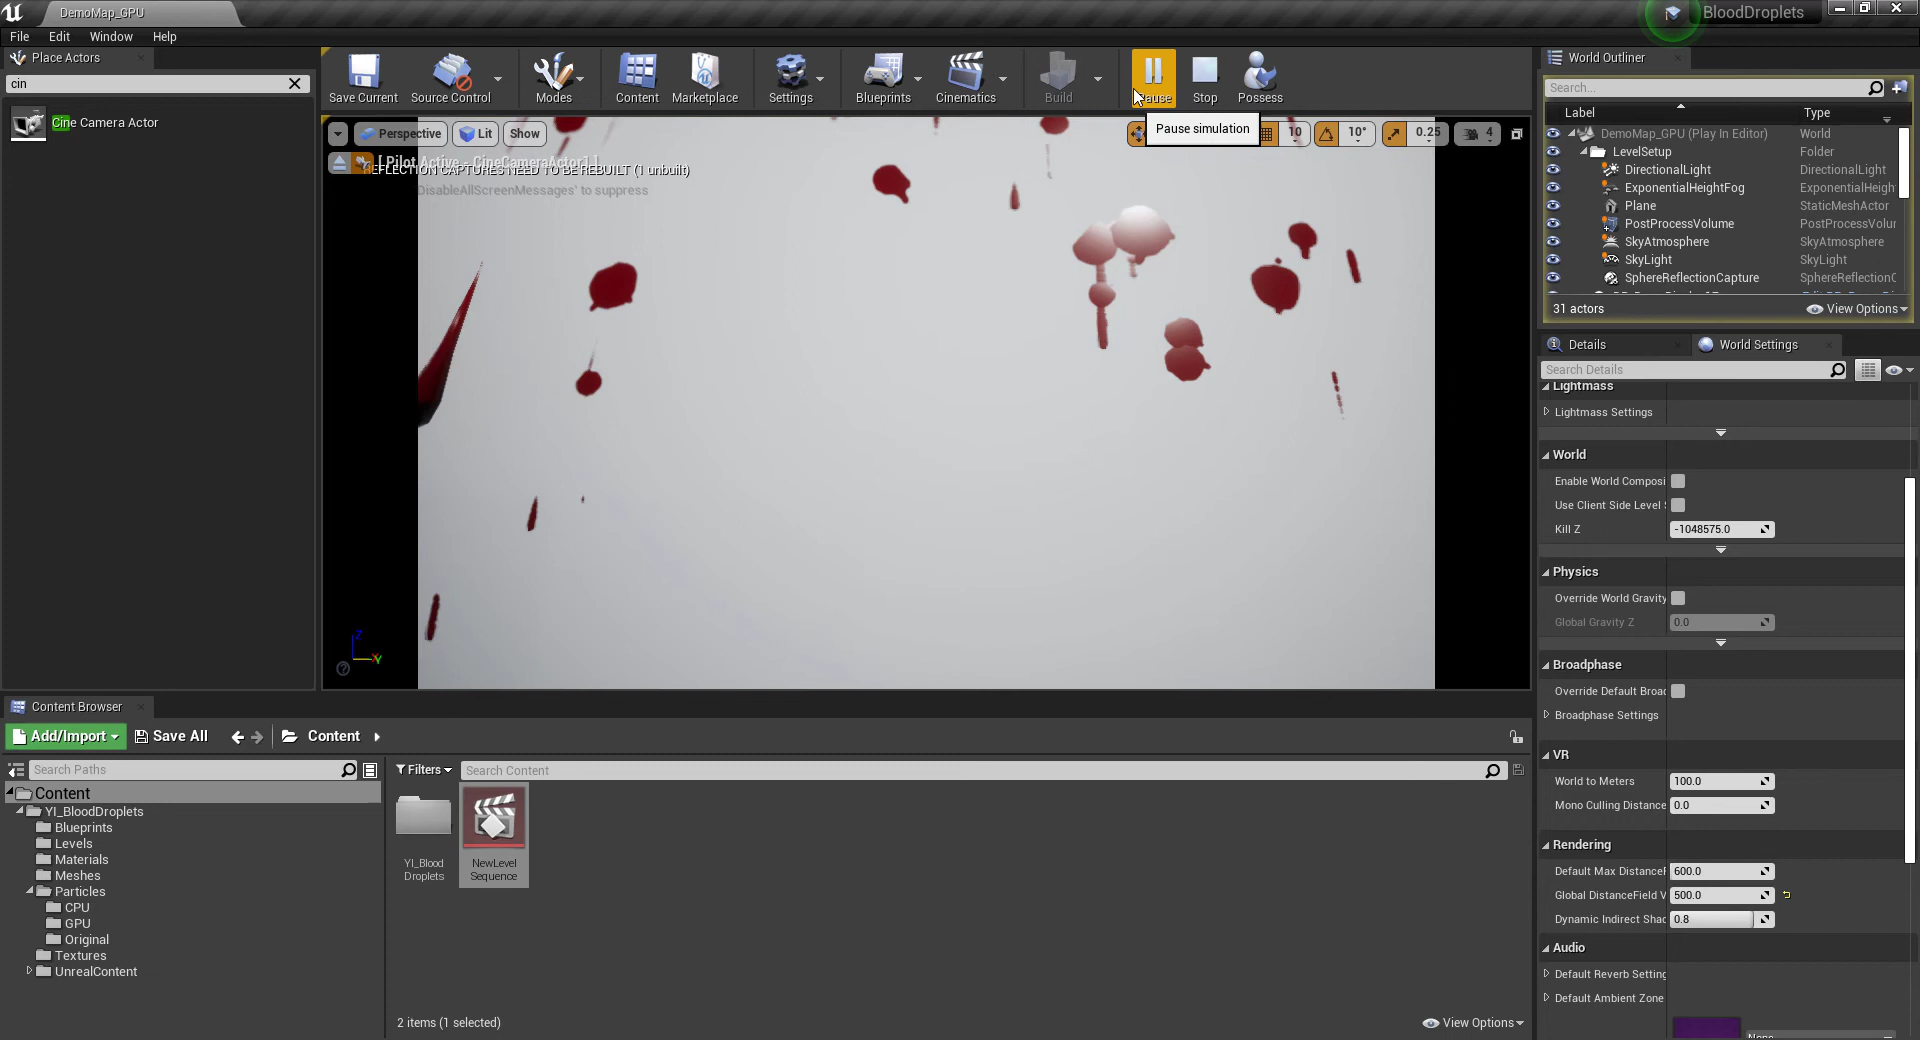 DemoMap_GPU
BloodDroplets
File Edit Window Help
Place Actors
cin
Cine Camera Actor
Save Current
Source Control
Modes
Content
Marketplace
Settings
Blueprints
Cinematics
Build
Pause
Stop
Possess
Pause simulation
Perspective
Lit
Show
10
10°
0.25
4
[ Pilot Active - CineCameraActor1 ]
REFLECTION CAPTURES NEED TO BE REBUILT (1 unbuilt)
DisableAllScreenMessages' to suppress
Z
Y
World Outliner
Search...
Label Type
DemoMap_GPU (Play In Editor) World
LevelSetup Folder
DirectionalLight DirectionalLight
ExponentialHeightFog ExponentialHeigh
Plane StaticMeshActor
PostProcessVolume PostProcessVolur
SkyAtmosphere SkyAtmosphere
SkyLight SkyLight
SphereReflectionCapture SphereReflectionC
31 actors
View Options
Details
World Settings
Search Details
Lightmass
Lightmass Settings
World
Enable World Composi
Use Client Side Level
Kill Z -1048575.0
Physics
Override World Gravity
Global Gravity Z 0.0
Broadphase
Override Default Broad
Broadphase Settings
VR
World to Meters 100.0
Mono Culling Distance 0.0
Rendering
Default Max DistanceF 600.0
Global DistanceField V 500.0
Dynamic Indirect Shad 0.8
Audio
Default Reverb Setting
Default Ambient Zone
None
Content Browser
Add/Import
Save All
Content
Search Paths
Filters
Search Content
Content
YI_BloodDroplets
Blueprints
Levels
Materials
Meshes
Particles
CPU
GPU
Original
Textures
UnrealContent
YI_Blood
Droplets
NewLevel
Sequence
2 items (1 selected)
View Options